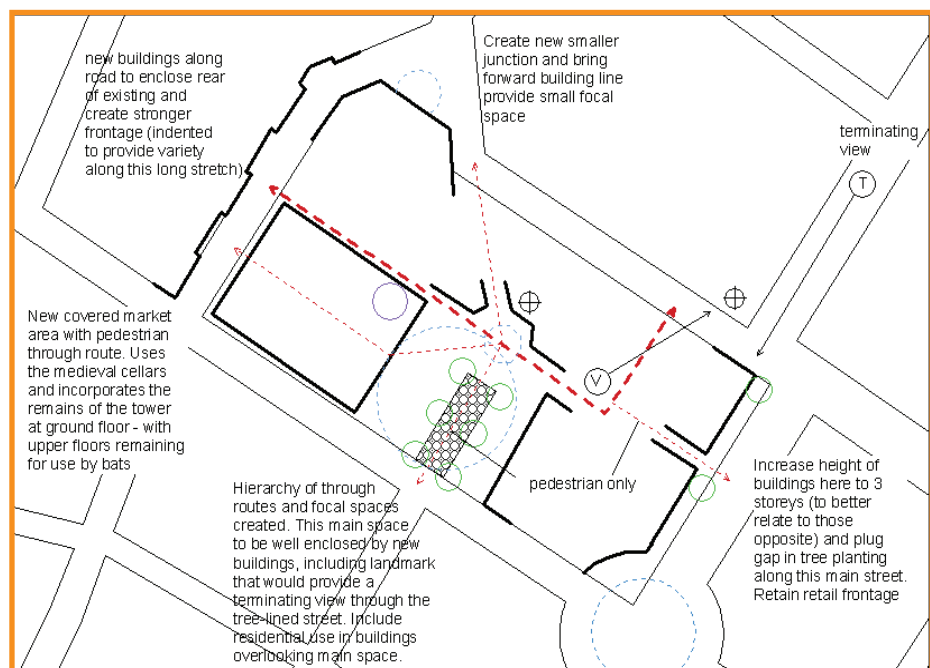 new buildings along
road to enclose rear
of existing and
create stronger
frontage (indented
to provide variety
along this long stretch)
Create new smaller
junction and bring
forward building line
provide small focal
space
terminating
view
T
New covered market
area with pedestrian
through route. Uses
the medieval cellars
and incorporates the
remains of the tower
at ground floor - with
upper floors remaining
for use by bats
V
pedestrian only
Hierarchy of through
routes and focal spaces
created. This main space
to be well enclosed by new
buildings, including landmark
that would provide a
terminating view through the
tree-lined street. Include
residential use in buildings
overlooking main space.
Increase height of
buildings here to 3
storeys (to better
relate to those
opposite) and plug
gap in tree planting
along this main street.
Retain retail frontage